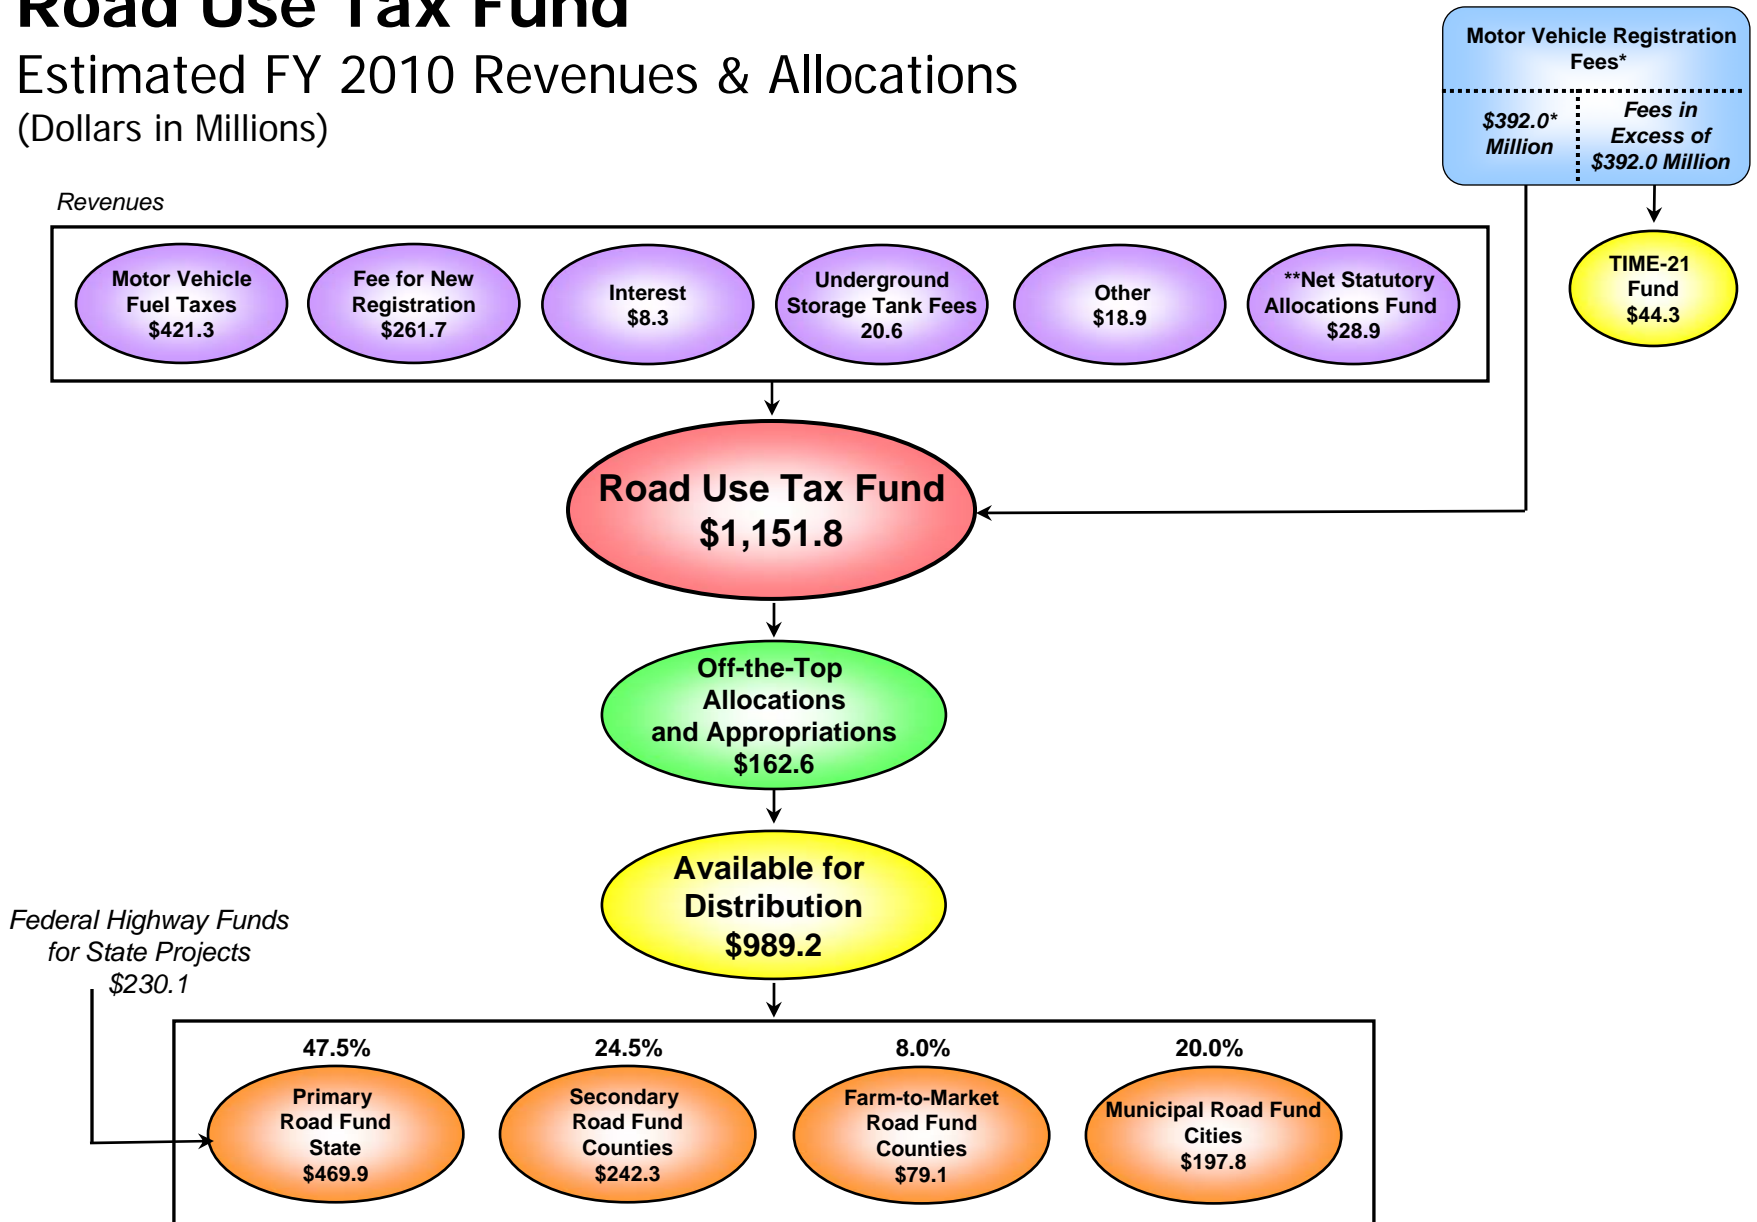 Road Use Tax Fund
Estimated FY 2010 Revenues & Allocations
(Dollars in Millions)
Motor Vehicle Registration
Fees*
$392.0*
Million
Fees in
Excess of
$392.0 Million
Revenues
Motor Vehicle
Fuel Taxes
$421.3
Fee for New
Registration
$261.7
Interest
$8.3
Underground
Storage Tank Fees
20.6
Other
$18.9
**Net Statutory
Allocations Fund
$28.9
TIME-21
Fund
$44.3
Road Use Tax Fund
$1,151.8
Off-the-Top
Allocations
and Appropriations
$162.6
Available for
Distribution
$989.2
Federal Highway Funds
for State Projects
$230.1
47.5%
24.5%
8.0%
20.0%
Primary
Road Fund
State
$469.9
Secondary
Road Fund
Counties
$242.3
Farm-to-Market
Road Fund
Counties
$79.1
Municipal Road Fund
Cities
$197.8